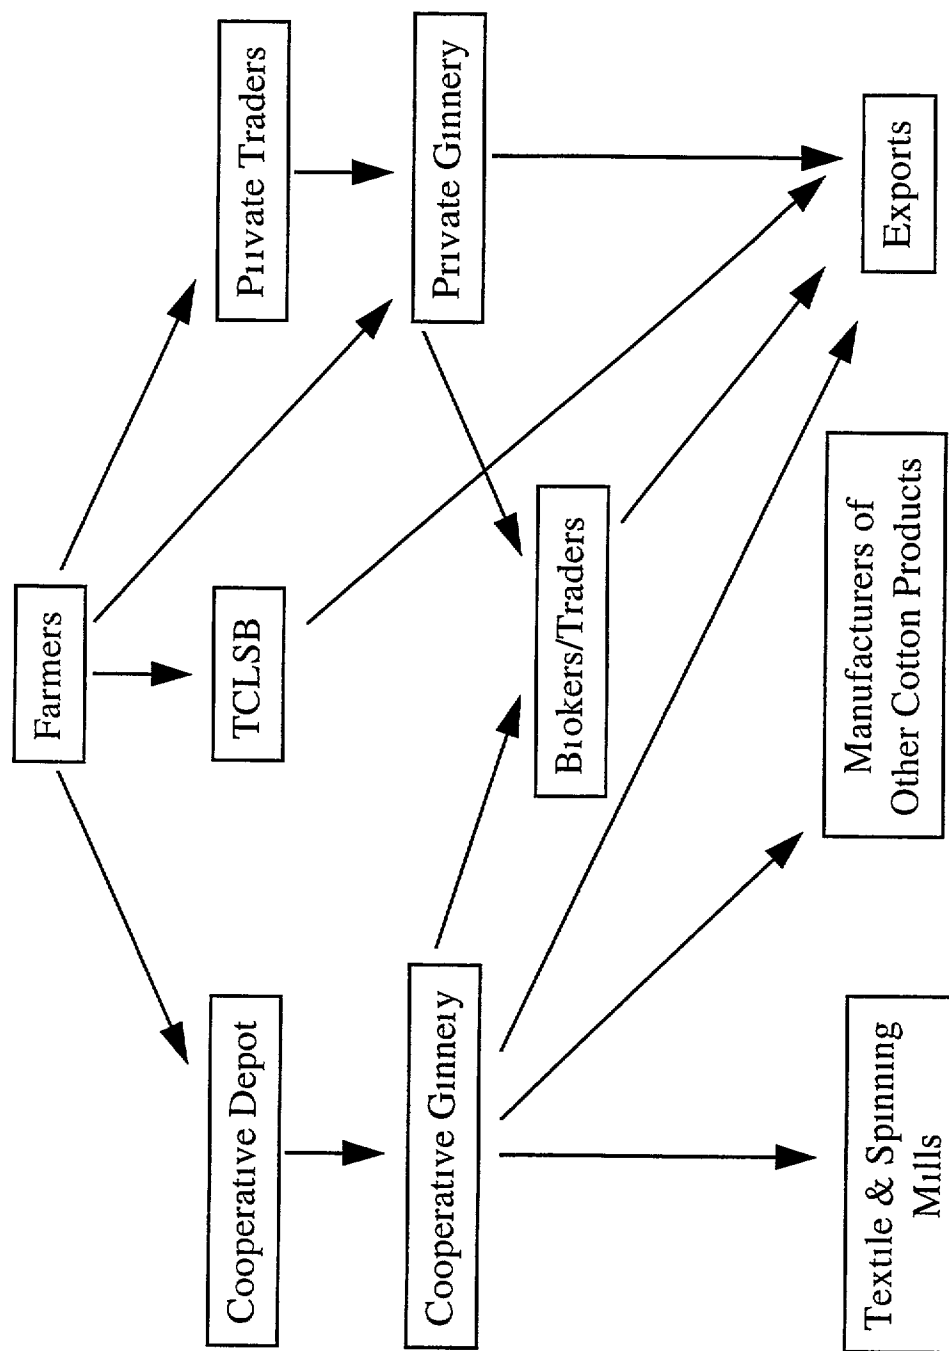 Farmers
Cooperative Depot
TCLSB
Private Traders
Cooperative Ginnery
Private Ginnery
Brokers/Traders
Textile & Spinning
Mills
Manufacturers of
Other Cotton Products
Exports